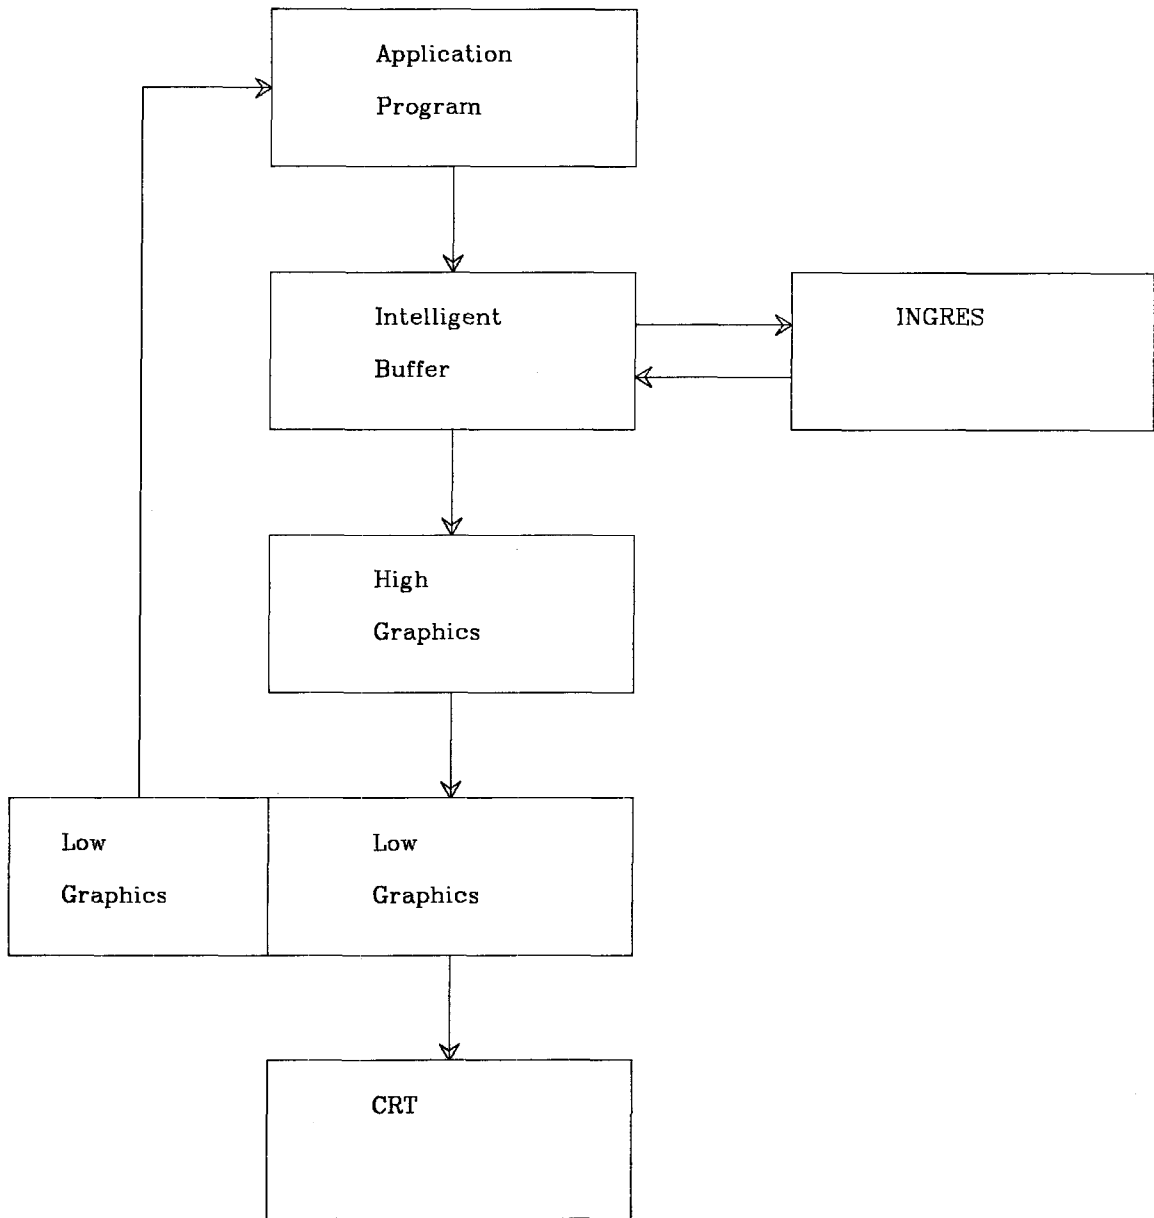 Application
Program
Intelligent
Buffer
INGRES
High
Graphics
Low
Graphics
Low
Graphics
CRT